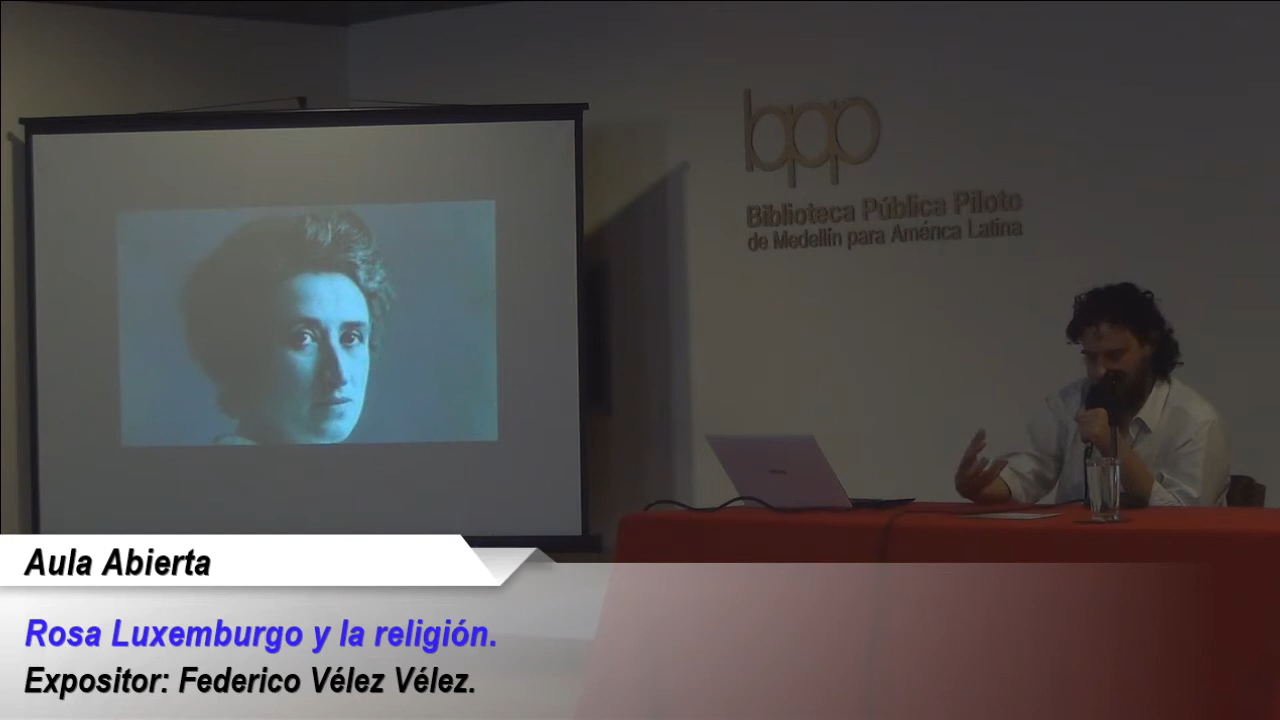 bpp
Biblioteca Pública Piloto
de Medellín para América Latina
Aula Abierta
Rosa Luxemburgo y la religión.
Expositor: Federico Vélez Vélez.